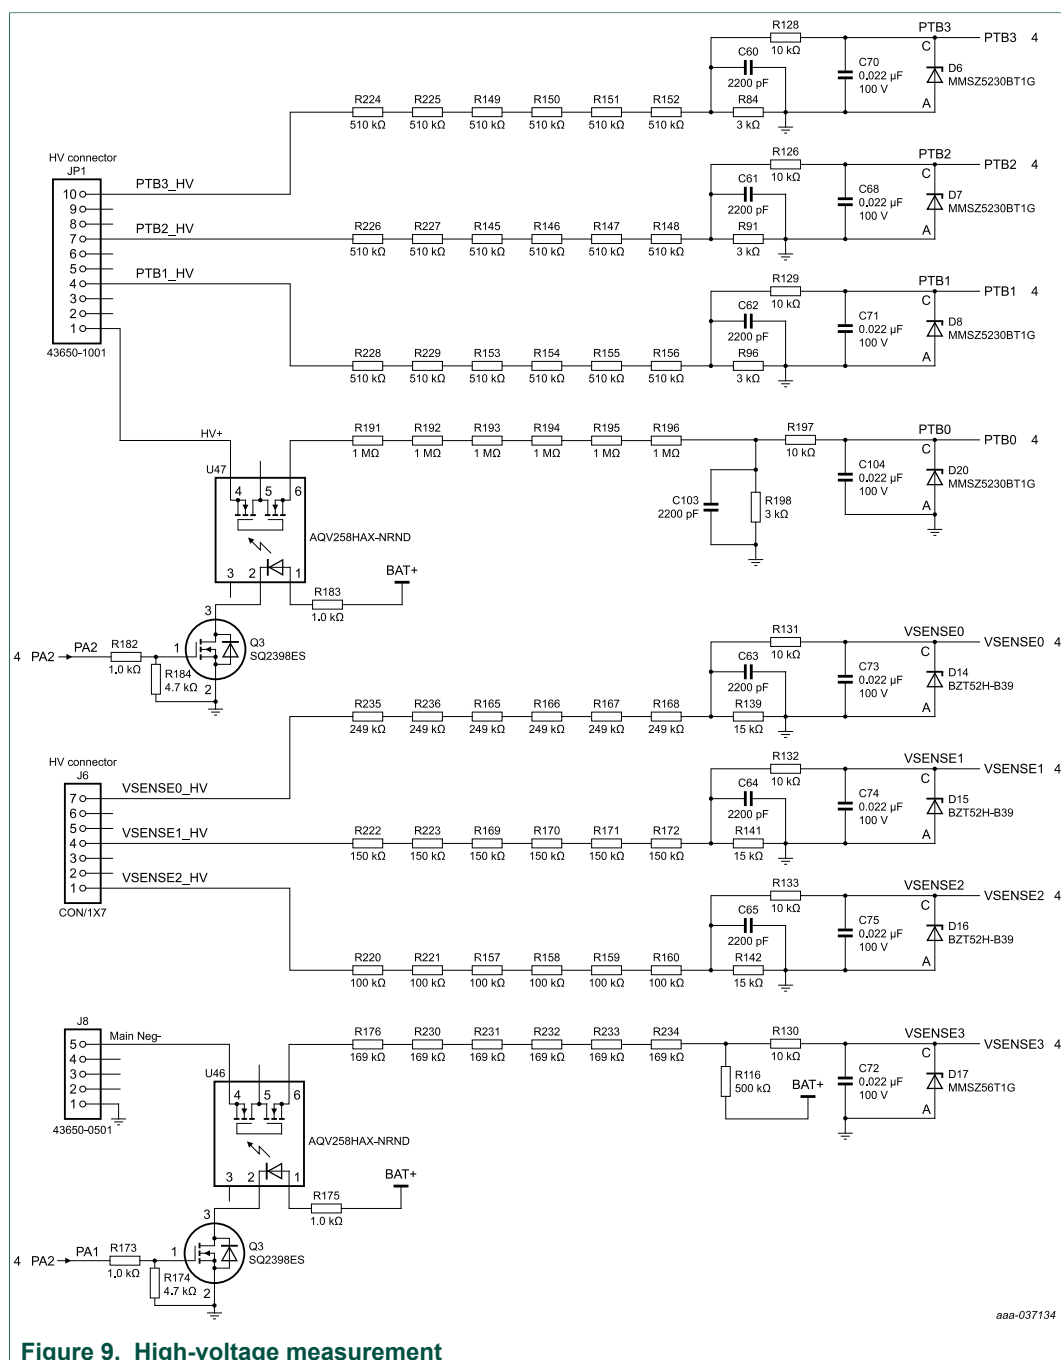 R128
10 kΩ
PTB3
PTB3 4
C
C60
2200 pF
C70
0.022 µF
100 V
D6
MMSZ5230BT1G
A
R224
R225
R149
R150
R151
R152
R84
510 kΩ
510 kΩ
510 kΩ
510 kΩ
510 kΩ
510 kΩ
3 kΩ
HV connector
JP1
10
9
8
7
6
5
4
3
2
1
43650-1001
PTB3_HV
PTB2_HV
PTB1_HV
R126
10 kΩ
PTB2
PTB2 4
C
C61
2200 pF
C68
0.022 µF
100 V
D7
MMSZ5230BT1G
A
R226
R227
R145
R146
R147
R148
R91
510 kΩ
510 kΩ
510 kΩ
510 kΩ
510 kΩ
510 kΩ
3 kΩ
R129
10 kΩ
PTB1
PTB1 4
C
C62
2200 pF
C71
0.022 µF
100 V
D8
MMSZ5230BT1G
A
R228
R229
R153
R154
R155
R156
R96
510 kΩ
510 kΩ
510 kΩ
510 kΩ
510 kΩ
510 kΩ
3 kΩ
HV+
R191
R192
R193
R194
R195
R196
1 MΩ
1 MΩ
1 MΩ
1 MΩ
1 MΩ
1 MΩ
R197
10 kΩ
PTB0
PTB0 4
C
C104
0.022 µF
100 V
D20
MMSZ5230BT1G
A
C103
2200 pF
R198
3 kΩ
U47
4
5
6
AQV258HAX-NRND
3
2
1
BAT+
R183
1.0 kΩ
3
Q3
SQ2398ES
4 PA2
PA2
R182
1.0 kΩ
1
R184
4.7 kΩ
2
R131
10 kΩ
VSENSE0
VSENSE0 4
C
C63
2200 pF
C73
0.022 µF
100 V
D14
BZT52H-B39
A
R235
R236
R165
R166
R167
R168
R139
249 kΩ
249 kΩ
249 kΩ
249 kΩ
249 kΩ
249 kΩ
15 kΩ
HV connector
J6
7
6
5
4
3
2
1
CON/1X7
VSENSE0_HV
VSENSE1_HV
VSENSE2_HV
R132
10 kΩ
VSENSE1
VSENSE1 4
C
C64
2200 pF
C74
0.022 µF
100 V
D15
BZT52H-B39
A
R222
R223
R169
R170
R171
R172
R141
150 kΩ
150 kΩ
150 kΩ
150 kΩ
150 kΩ
150 kΩ
15 kΩ
R133
10 kΩ
VSENSE2
VSENSE2 4
C
C65
2200 pF
C75
0.022 µF
100 V
D16
BZT52H-B39
A
R220
R221
R157
R158
R159
R160
R142
100 kΩ
100 kΩ
100 kΩ
100 kΩ
100 kΩ
100 kΩ
15 kΩ
J8
5
4
3
2
1
43650-0501
Main Neg-
R176
R230
R231
R232
R233
R234
169 kΩ
169 kΩ
169 kΩ
169 kΩ
169 kΩ
169 kΩ
R130
10 kΩ
VSENSE3
VSENSE3 4
C
R116
500 kΩ
BAT+
C72
0.022 µF
100 V
D17
MMSZ56T1G
A
U46
4
5
6
AQV258HAX-NRND
3
2
1
BAT+
R175
1.0 kΩ
3
Q3
SQ2398ES
4 PA2
PA1
R173
1.0 kΩ
1
R174
4.7 kΩ
2
aaa-037134
Figure 9. High-voltage measurement